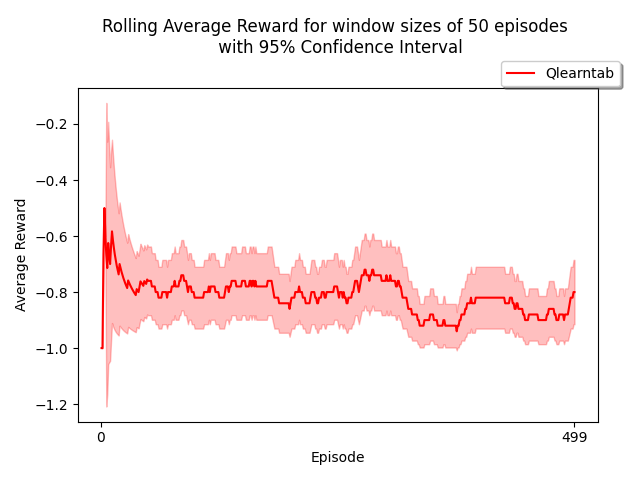 Rolling Average Reward for window sizes of 50 episodes
with 95% Confidence Interval
Qlearntab
−0.2
−0.4
−0.6
−0.8
−1.0
−1.2
Average Reward
0
499
Episode